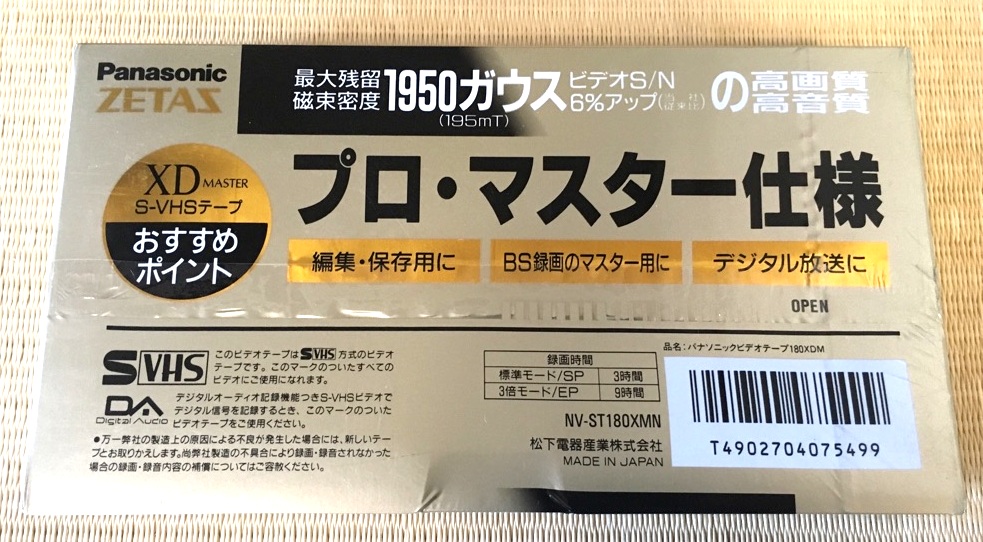 Panasonic
ZETAS
最大残留
磁束密度
1950ガウス
(195mT)
ビデオS/N
6%アップ(当社従来比)
の高画質
高音質
XD MASTER
S-VHSテープ
おすすめ
ポイント
プロ・マスター仕様
編集・保存用に
BS録画のマスター用に
デジタル放送に
OPEN
S VHS
このビデオテープは S VHS 方式のビデオ
テープです。このマークのついたすべての
ビデオにご使用になれます。
DA
Digital Audio
デジタルオーディオ記録機能つきS-VHSビデオで
デジタル信号を記録するとき、このマークのついた
ビデオテープをご使用ください。
●万一弊社の製造上の原因による不良が発生した場合には、新しいテー
プとお取りかえします。尚弊社製造の不具合により録画・録音されなかった
場合の録画・録音内容の補償についてはご容赦ください。
録画時間
標準モード/SP 3時間
3倍モード/EP 9時間
NV-ST180XMN
松下電器産業株式会社
MADE IN JAPAN
品名:パナソニックビデオテープ180XDM
T4902704075499